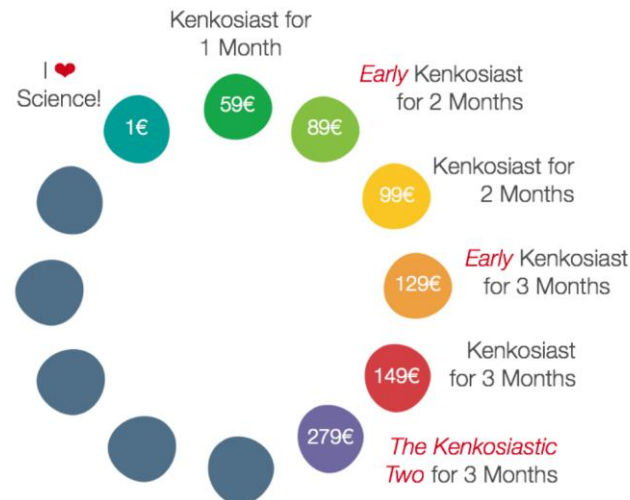 I ❤
Science!
1€
Kenkosiast for
1 Month
59€
Early Kenkosiast
for 2 Months
89€
Kenkosiast for
2 Months
99€
Early Kenkosiast
for 3 Months
129€
Kenkosiast
for 3 Months
149€
The Kenkosiastic
Two for 3 Months
279€